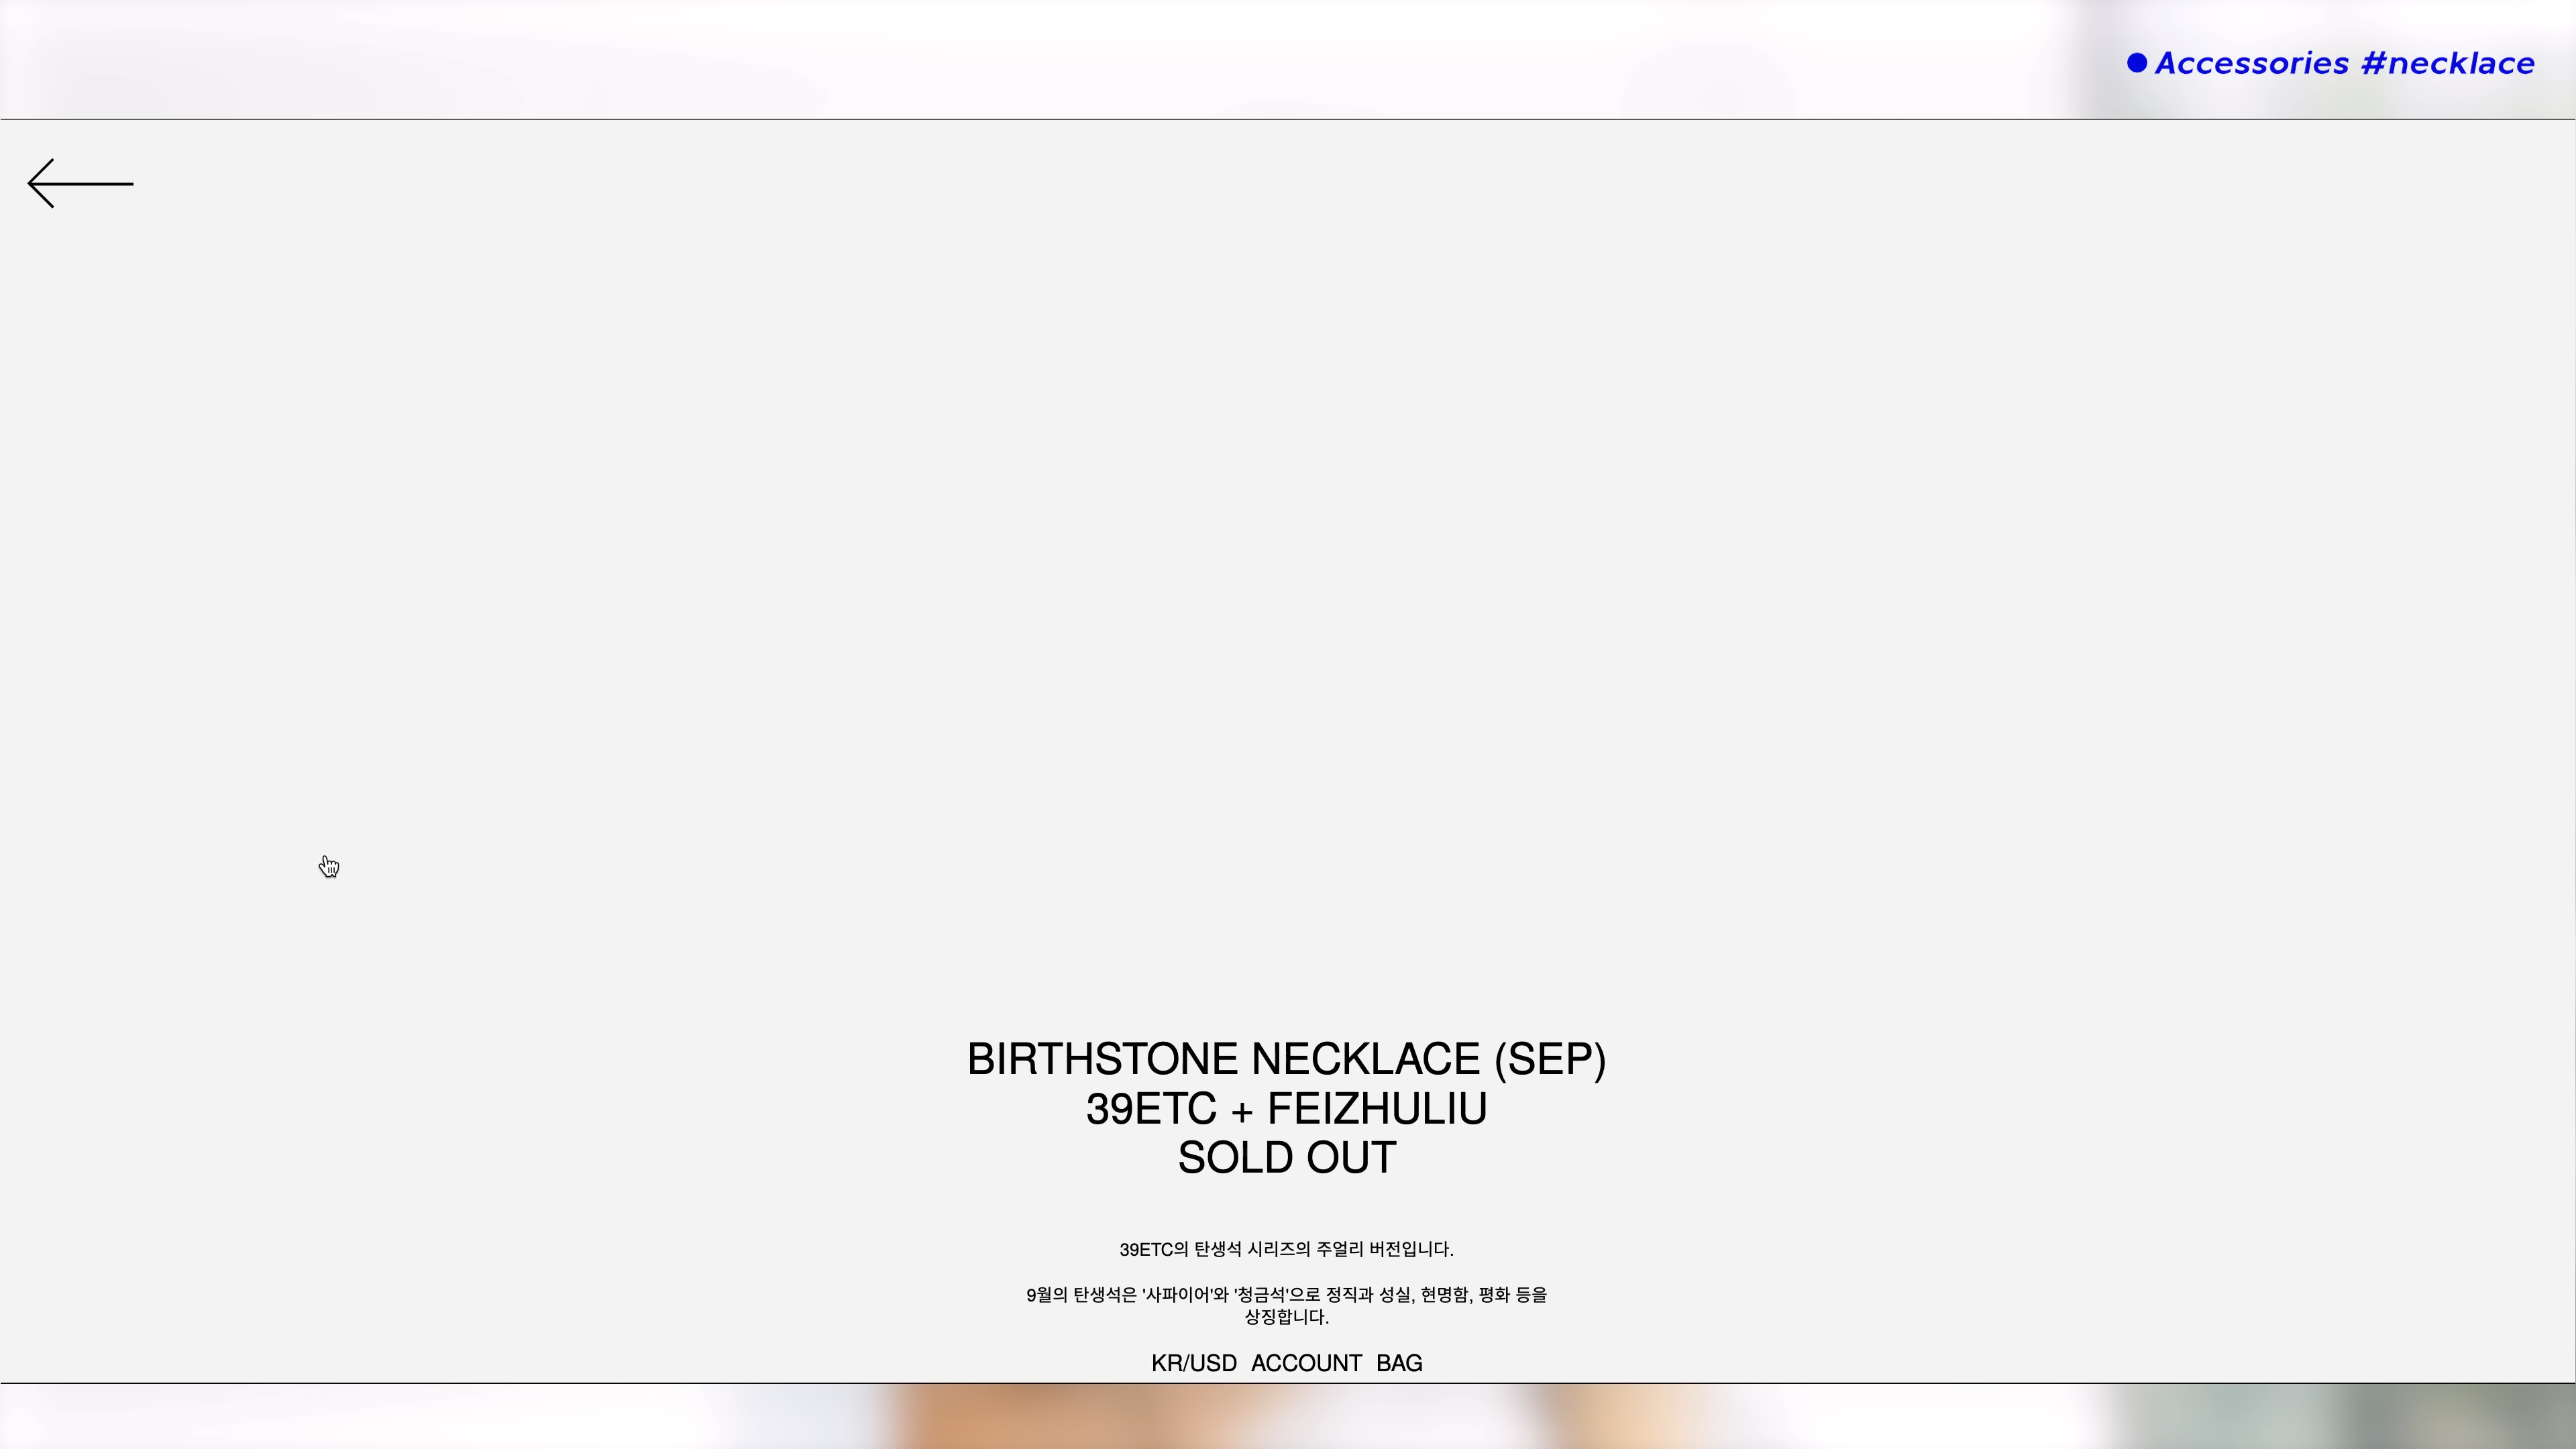 Accessories #necklace
BIRTHSTONE NECKLACE (SEP)
39ETC + FEIZHULIU
SOLD OUT
39ETC의 탄생석 시리즈의 주얼리 버전입니다.
9월의 탄생석은 '사파이어'와 '청금석'으로 정직과 성실, 현명함, 평화 등을
상징합니다.
KR/USD ACCOUNT BAG